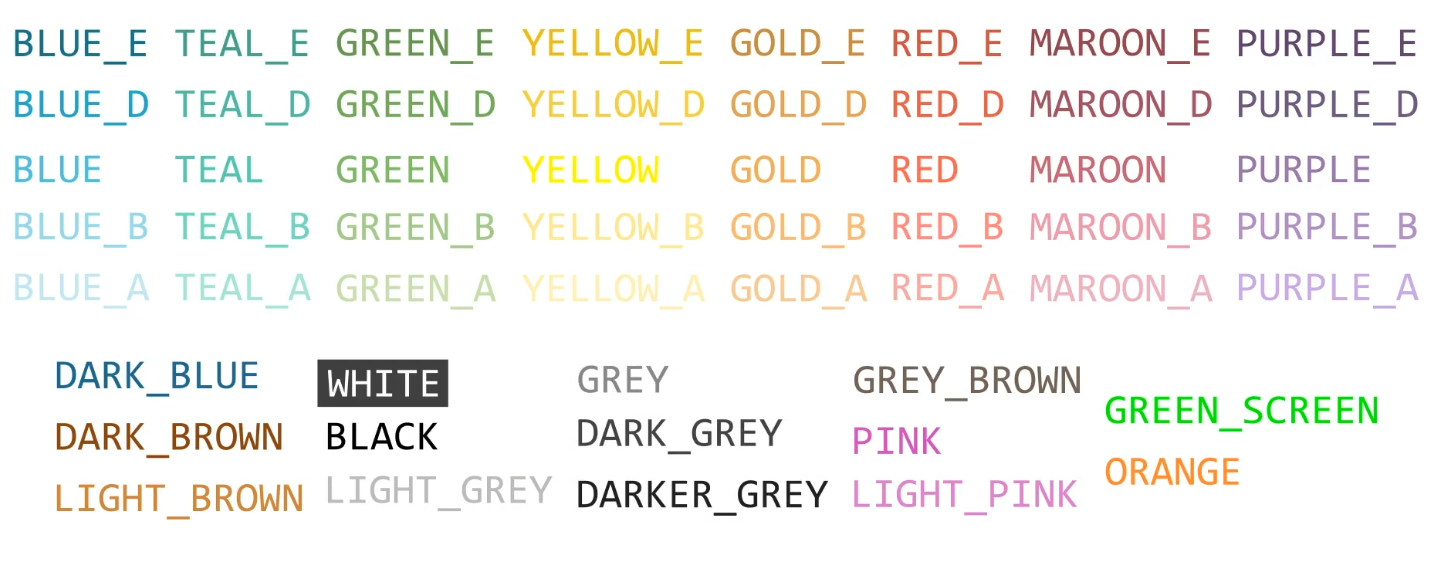 BLUE_E TEAL_E GREEN_E YELLOW_E GOLD_E RED_E MAROON_E PURPLE_E
BLUE_D TEAL_D GREEN_D YELLOW_D GOLD_D RED_D MAROON_D PURPLE_D
BLUE TEAL GREEN YELLOW GOLD RED MAROON PURPLE
BLUE_B TEAL_B GREEN_B YELLOW_B GOLD_B RED_B MAROON_B PURPLE_B
BLUE_A TEAL_A GREEN_A YELLOW_A GOLD_A RED_A MAROON_A PURPLE_A
DARK_BLUE WHITE GREY GREY_BROWN
GREEN_SCREEN
DARK_BROWN BLACK DARK_GREY PINK
ORANGE
LIGHT_BROWN LIGHT_GREY DARKER_GREY LIGHT_PINK